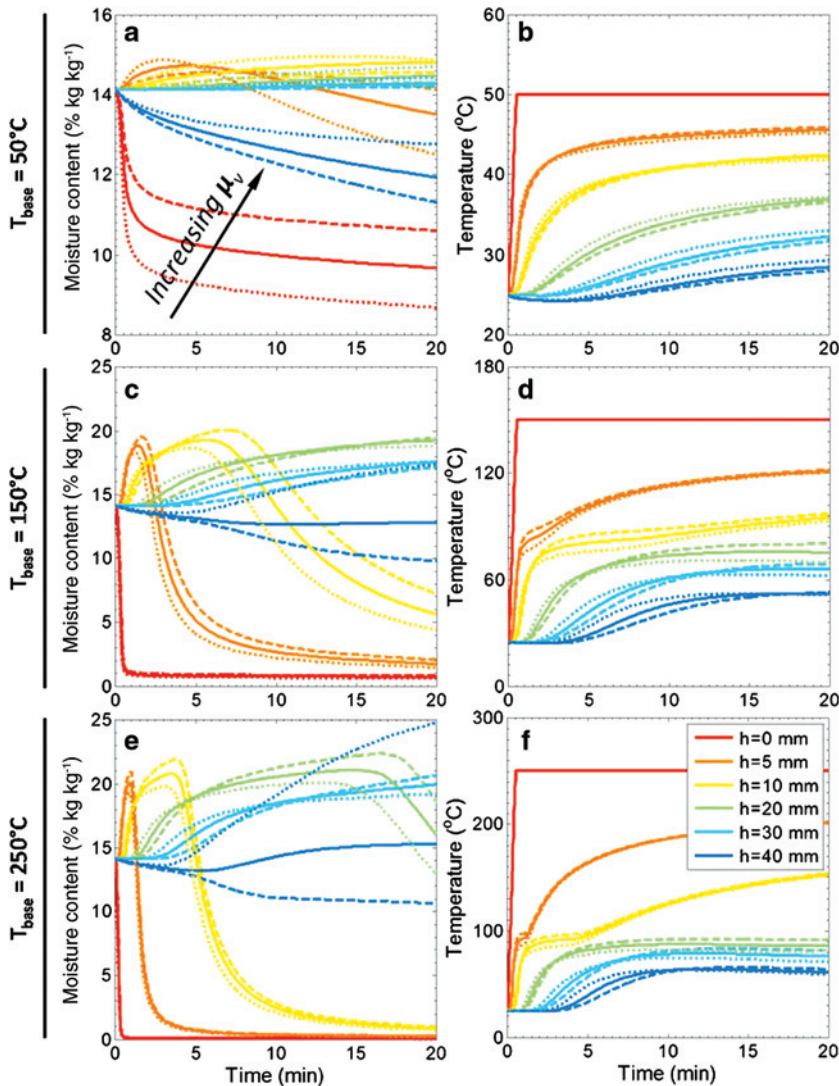 a
b
T_base = 50°C
Moisture content (% kg kg⁻¹)
16
14
12
10
8
0
5
10
15
20
Increasing μ_v
Temperature (°C)
60
50
40
30
20
0
5
10
15
20
c
d
T_base = 150°C
Moisture content (% kg kg⁻¹)
25
20
15
10
5
0
0
5
10
15
20
Temperature (°C)
180
150
120
90
60
30
0
0
5
10
15
20
e
f
T_base = 250°C
Moisture content (% kg kg⁻¹)
25
20
15
10
5
0
0
5
10
15
20
Time (min)
Temperature (°C)
300
200
100
0
0
5
10
15
20
Time (min)
h=0 mm
h=5 mm
h=10 mm
h=20 mm
h=30 mm
h=40 mm